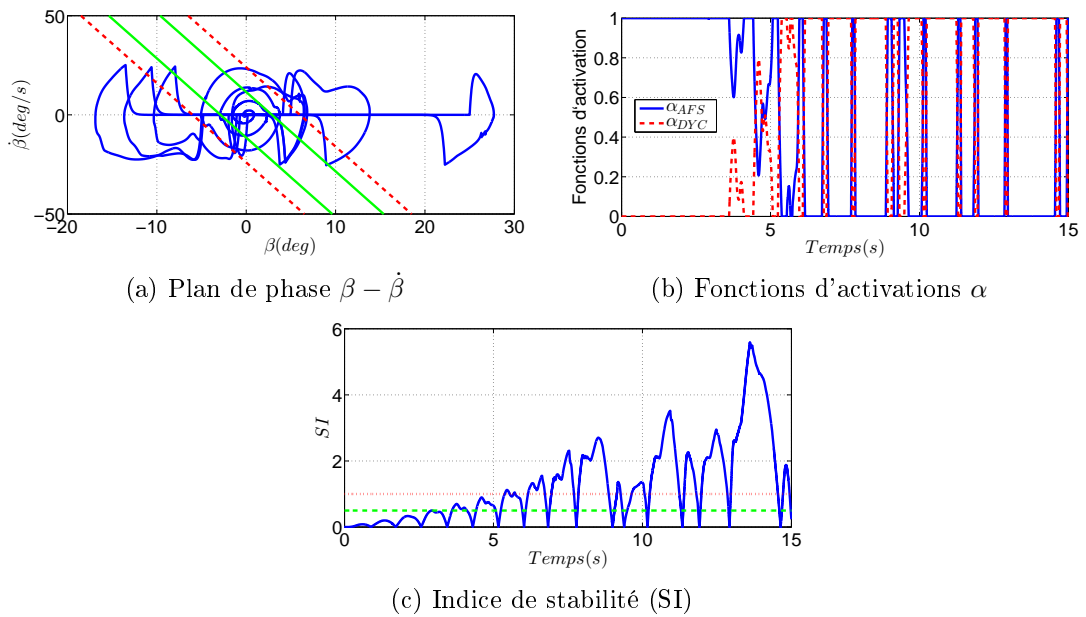 50
0
−50
−20
−10
0
10
20
30
β̇(deg/s)
β(deg)
(a) Plan de phase β − β̇
1
0.8
0.6
0.4
0.2
0
0
5
10
15
Fonctions d'activation
α_AFS
α_DYC
Temps(s)
(b) Fonctions d'activations α
6
4
2
0
0
5
10
15
SI
Temps(s)
(c) Indice de stabilité (SI)